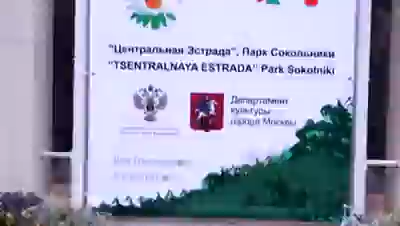 "Центральная Эстрада", Парк Сокольники
"TSENTRALNAYA ESTRADA" Park Sokolniki
Департамент
культуры
города Москвы